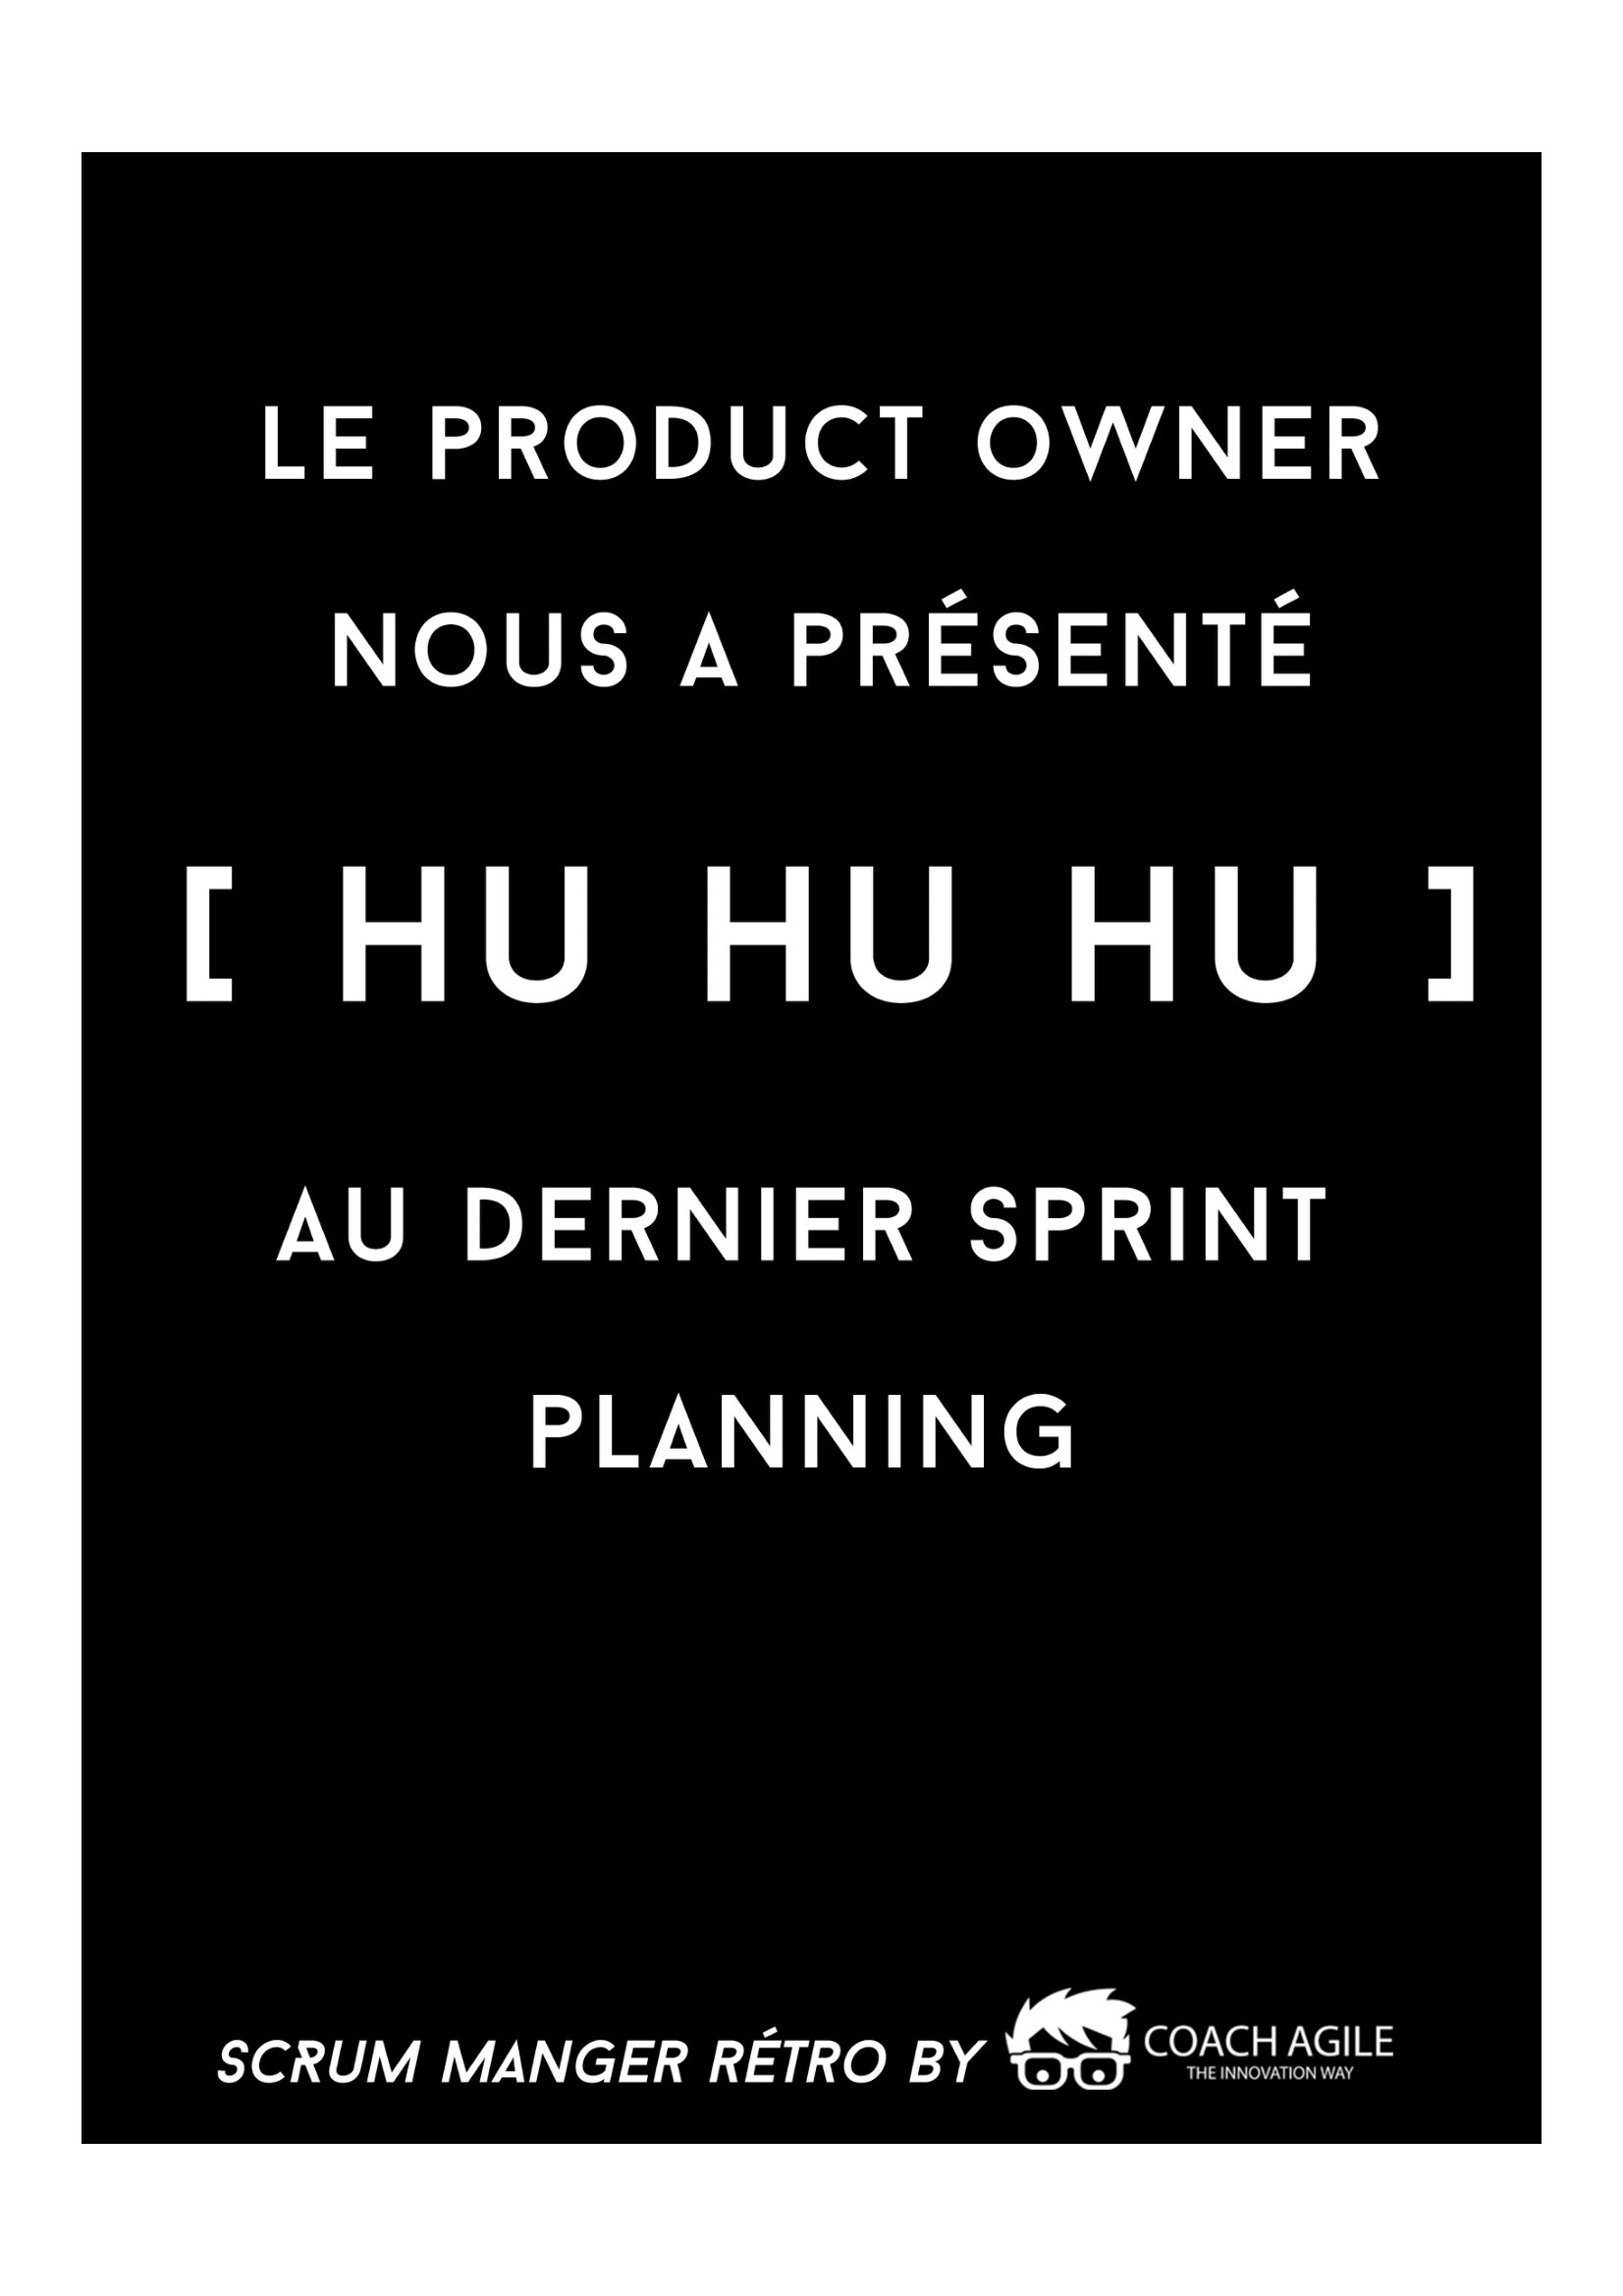 LE PRODUCT OWNER
NOUS A PRÉSENTÉ
[ HU HU HU ]
AU DERNIER SPRINT
PLANNING
SCRUM MANGER RÉTRO BY
COACH AGILE
THE INNOVATION WAY